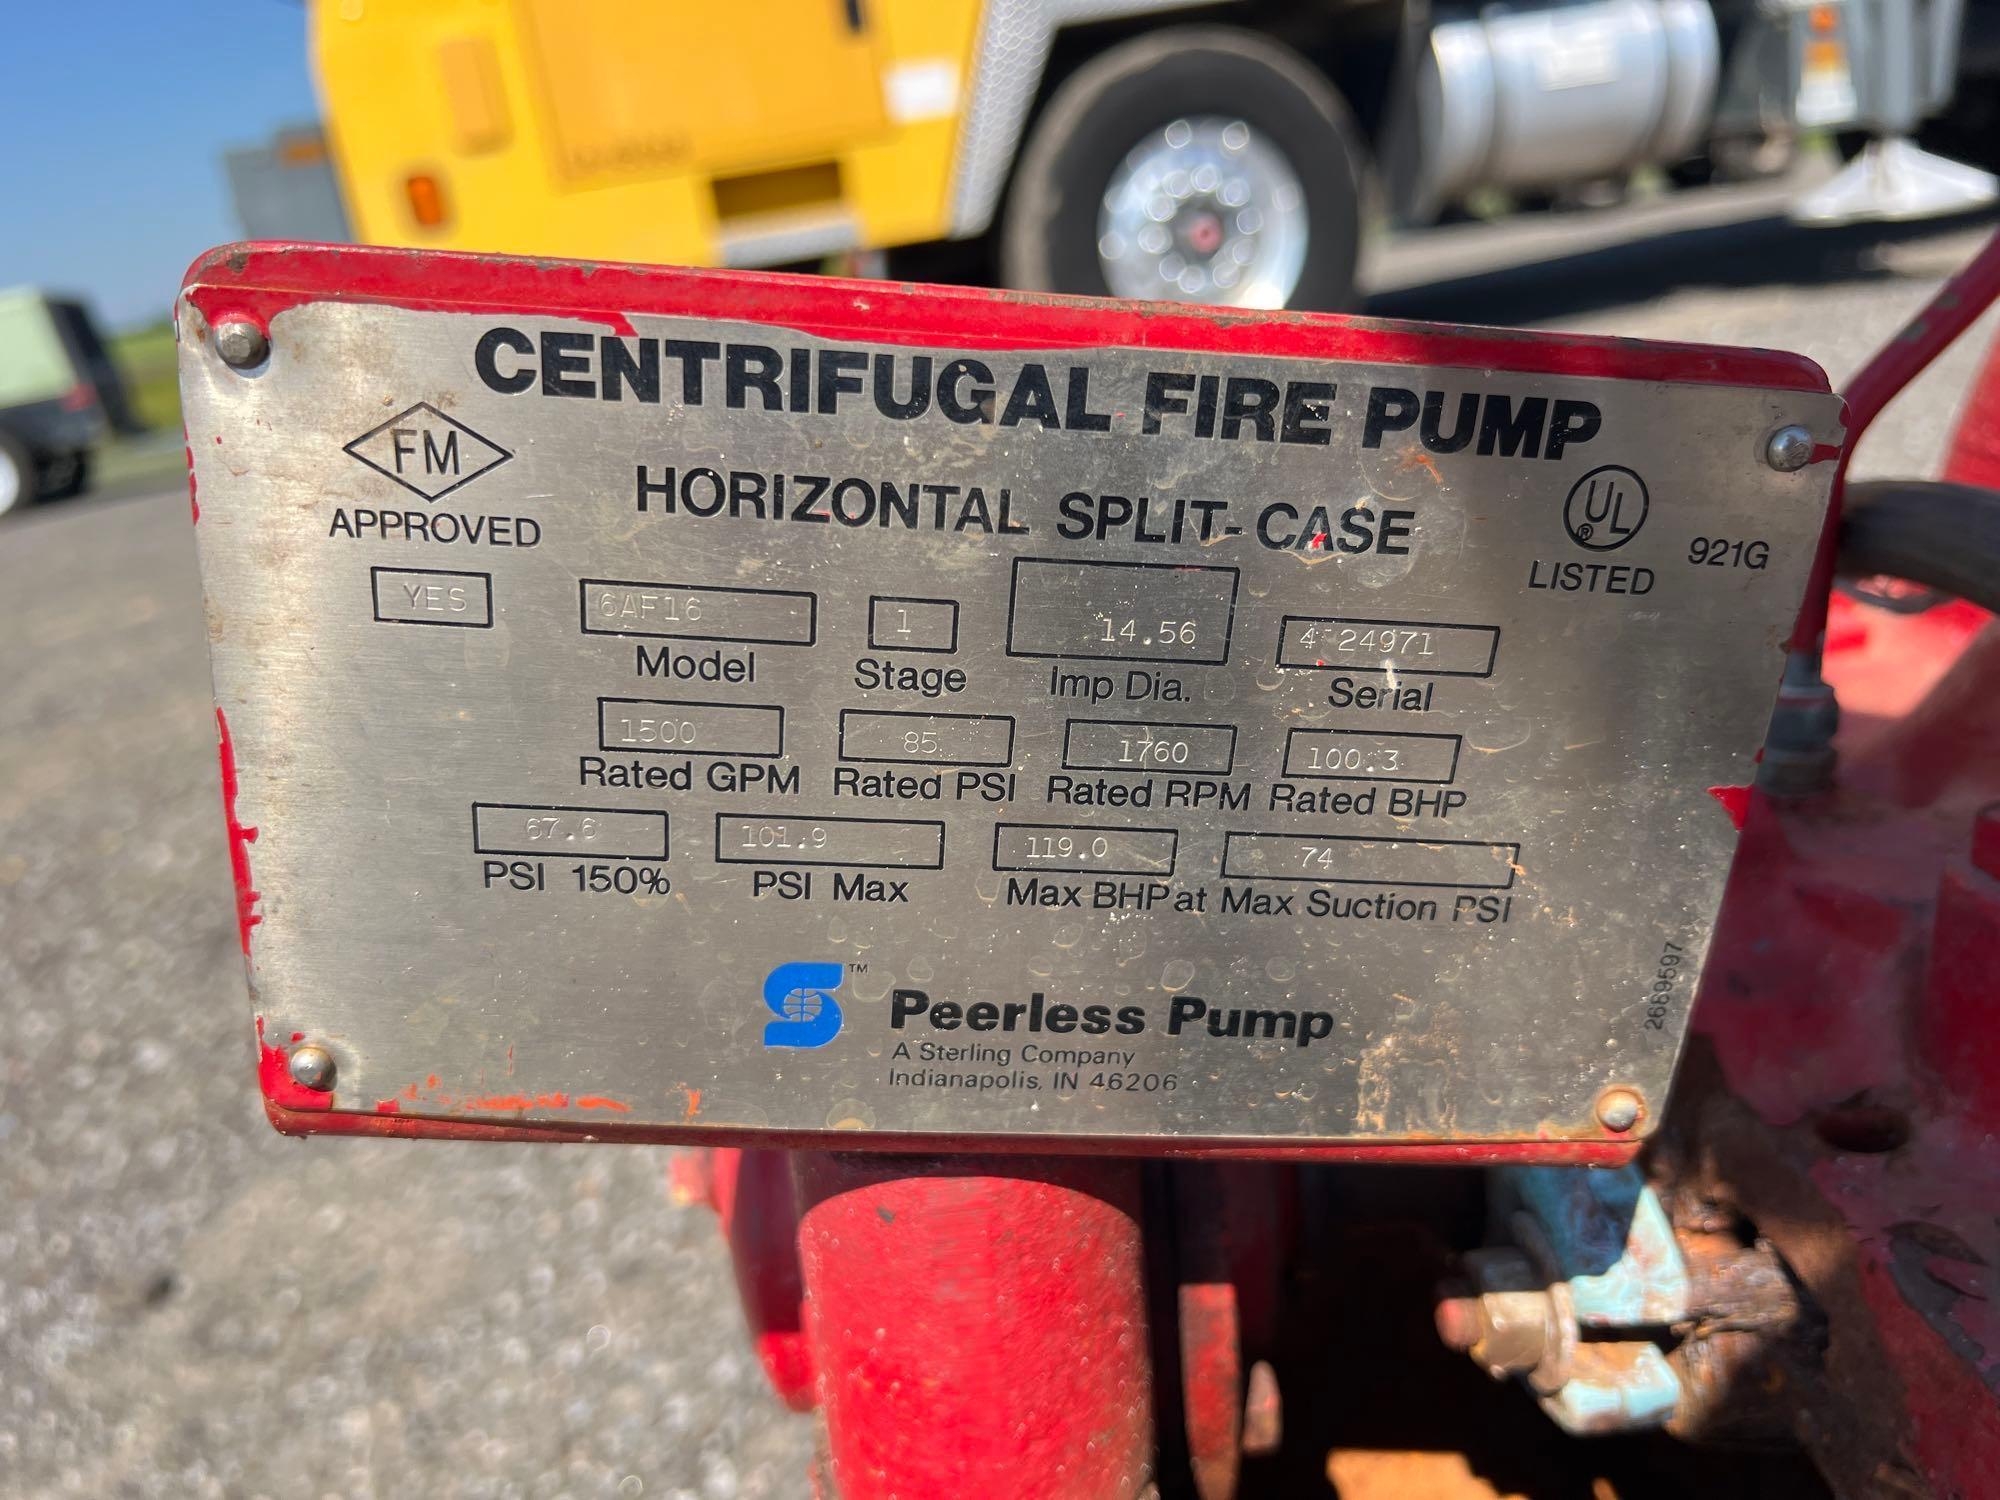 CENTRIFUGAL FIRE PUMP
FM
APPROVED
HORIZONTAL SPLIT-CASE
UL
®
LISTED
921G
YES
6AF16
1
14.56
4 24971
Model
Stage
Imp Dia.
Serial
1500
85
1760
100.3
Rated GPM
Rated PSI
Rated RPM
Rated BHP
67.6
101.9
119.0
74
PSI 150%
PSI Max
Max BHP at Max Suction PSI
TM
Peerless Pump
A Sterling Company
Indianapolis, IN 46206
2689597